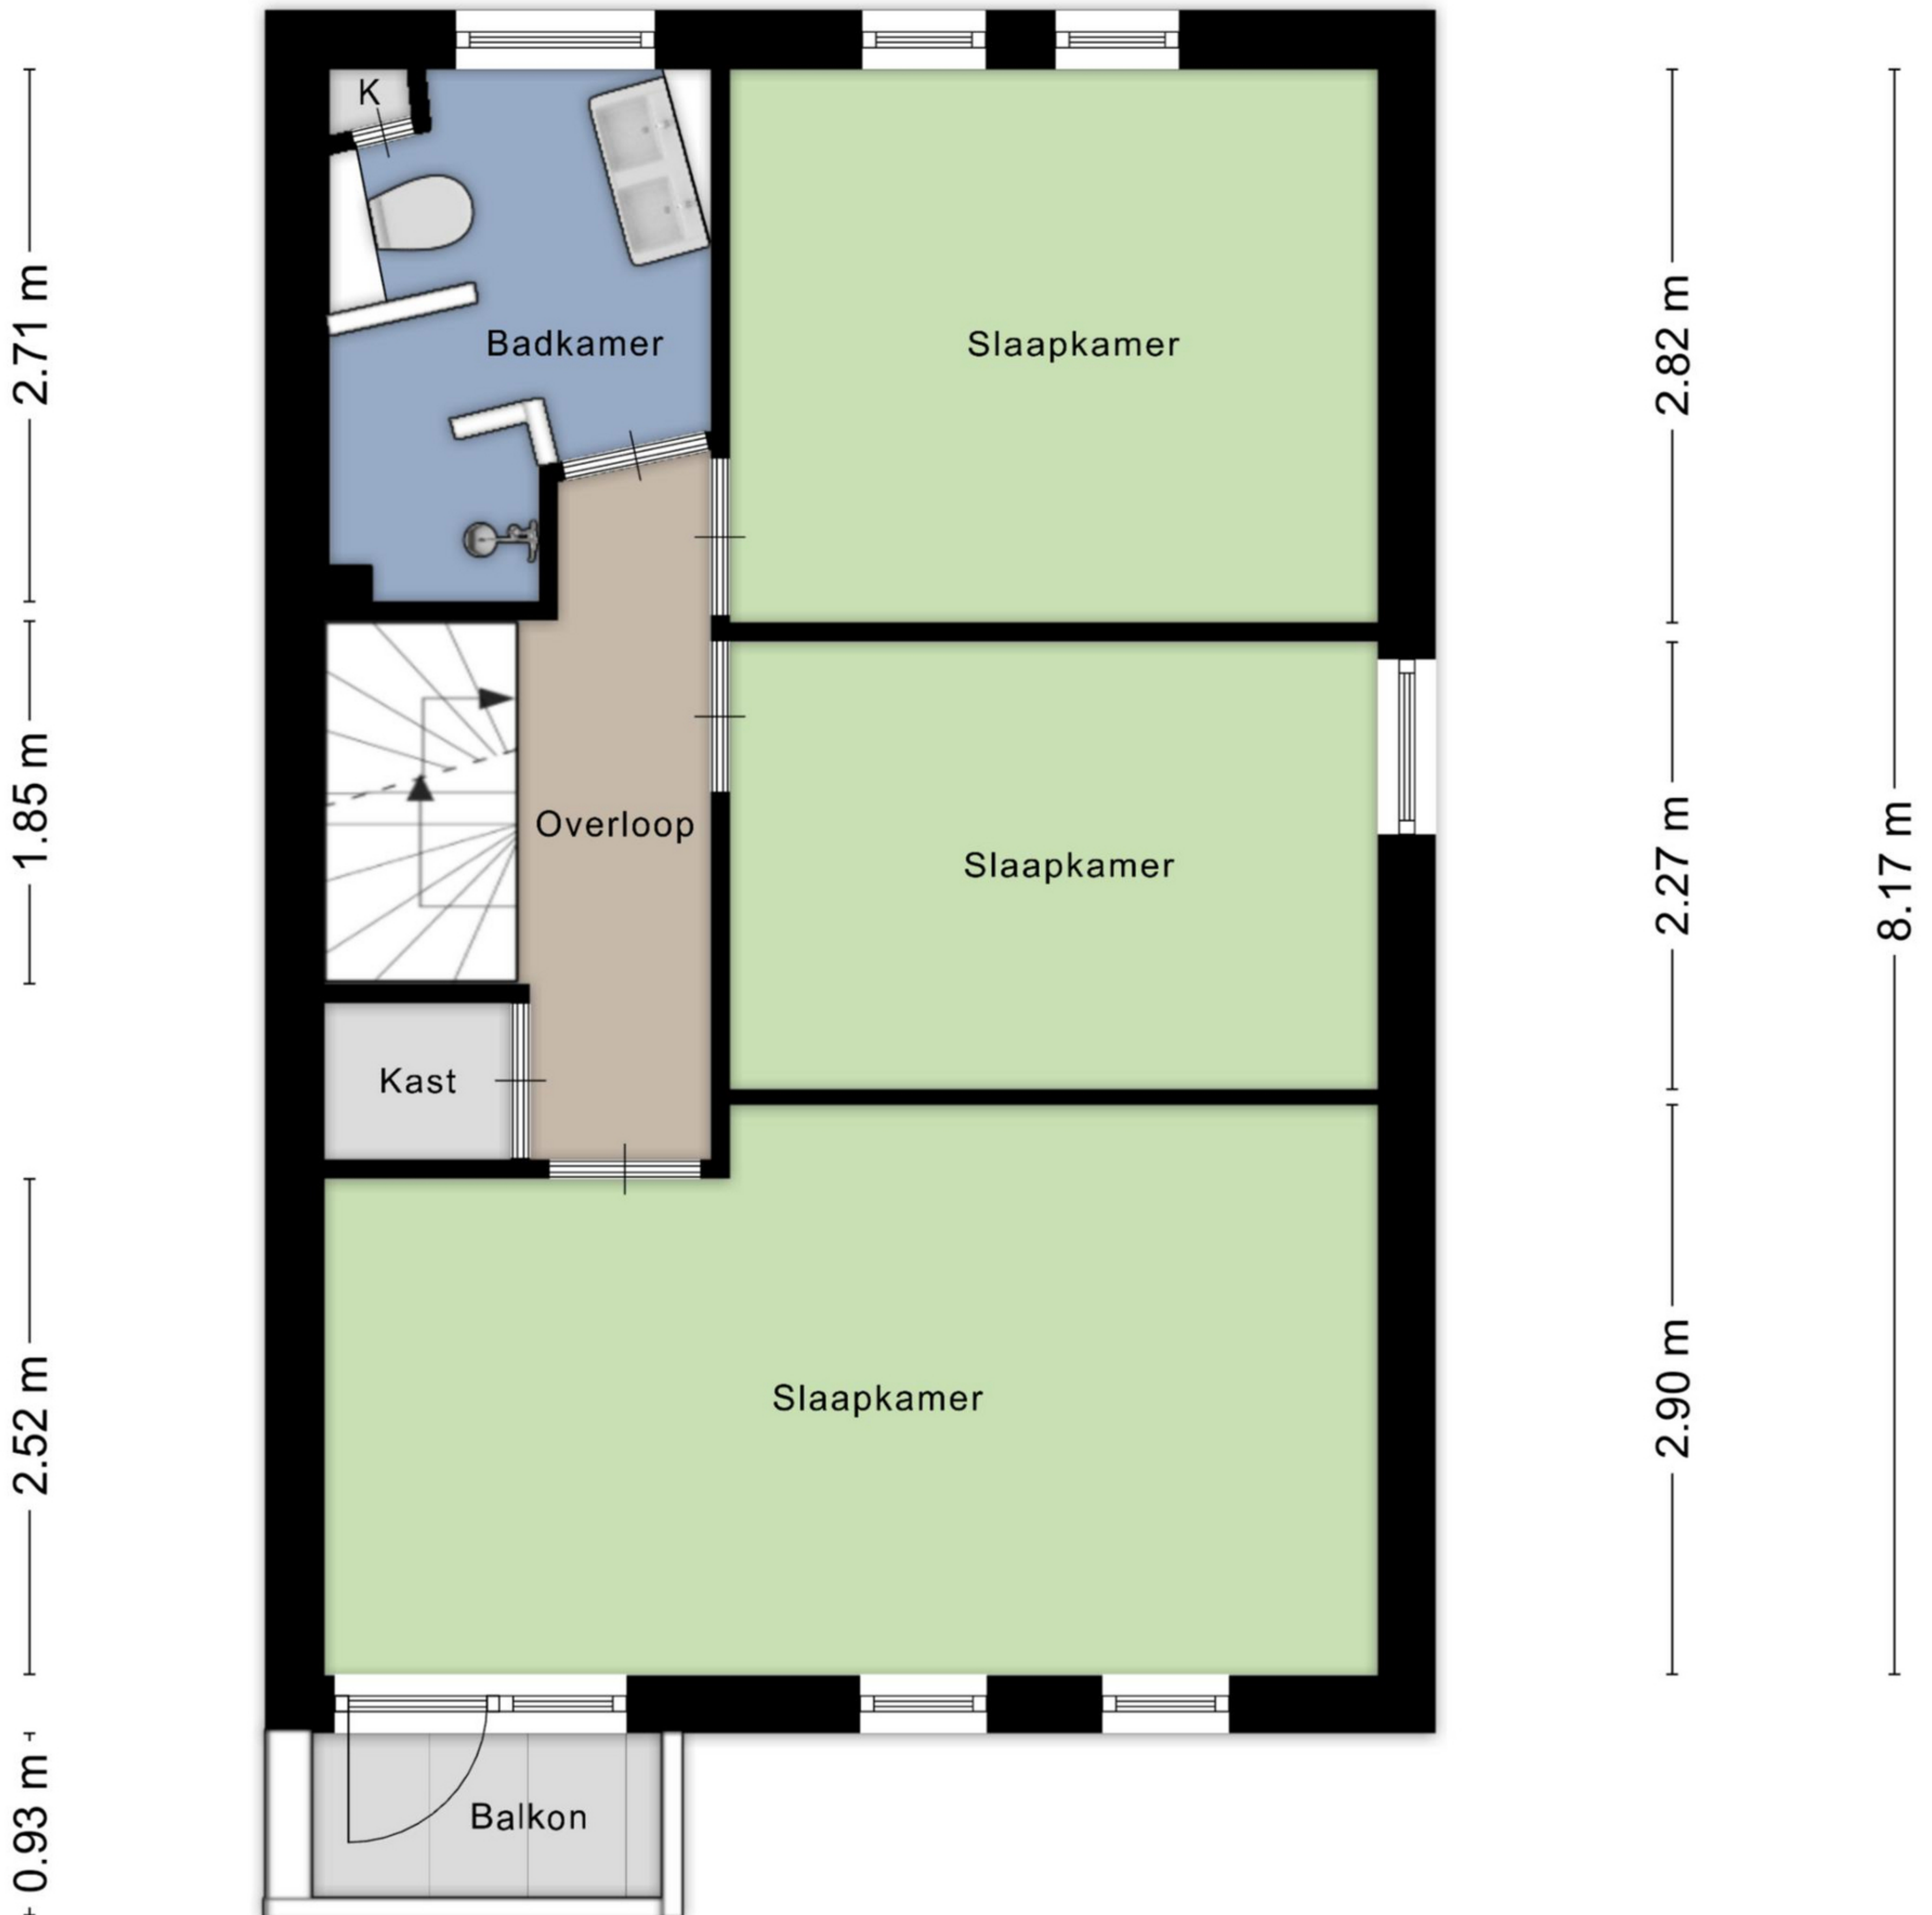 K
Badkamer
Slaapkamer
Overloop
Slaapkamer
Kast
Slaapkamer
Balkon
2.71 m
1.85 m
2.52 m
0.93 m
2.82 m
2.27 m
2.90 m
8.17 m